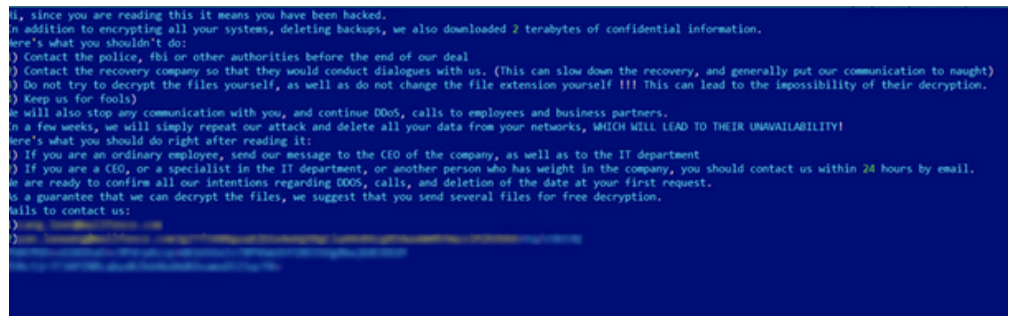 i, since you are reading this it means you have been hacked.
n addition to encrypting all your systems, deleting backups, we also downloaded 2 terabytes of confidential information.
ere's what you shouldn't do:
) Contact the police, fbi or other authorities before the end of our deal
) Contact the recovery company so that they would conduct dialogues with us. (This can slow down the recovery, and generally put our communication to naught)
) Do not try to decrypt the files yourself, as well as do not change the file extension yourself !!! This can lead to the impossibility of their decryption.
) Keep us for fools)
e will also stop any communication with you, and continue DDoS, calls to employees and business partners.
n a few weeks, we will simply repeat our attack and delete all your data from your networks, WHICH WILL LEAD TO THEIR UNAVAILABILITY!
ere's what you should do right after reading it:
) If you are an ordinary employee, send our message to the CEO of the company, as well as to the IT department
) If you are a CEO, or a specialist in the IT department, or another person who has weight in the company, you should contact us within 24 hours by email.
e are ready to confirm all our intentions regarding DDOS, calls, and deletion of the date at your first request.
s a guarantee that we can decrypt the files, we suggest that you send several files for free decryption.
ails to contact us:
)
)